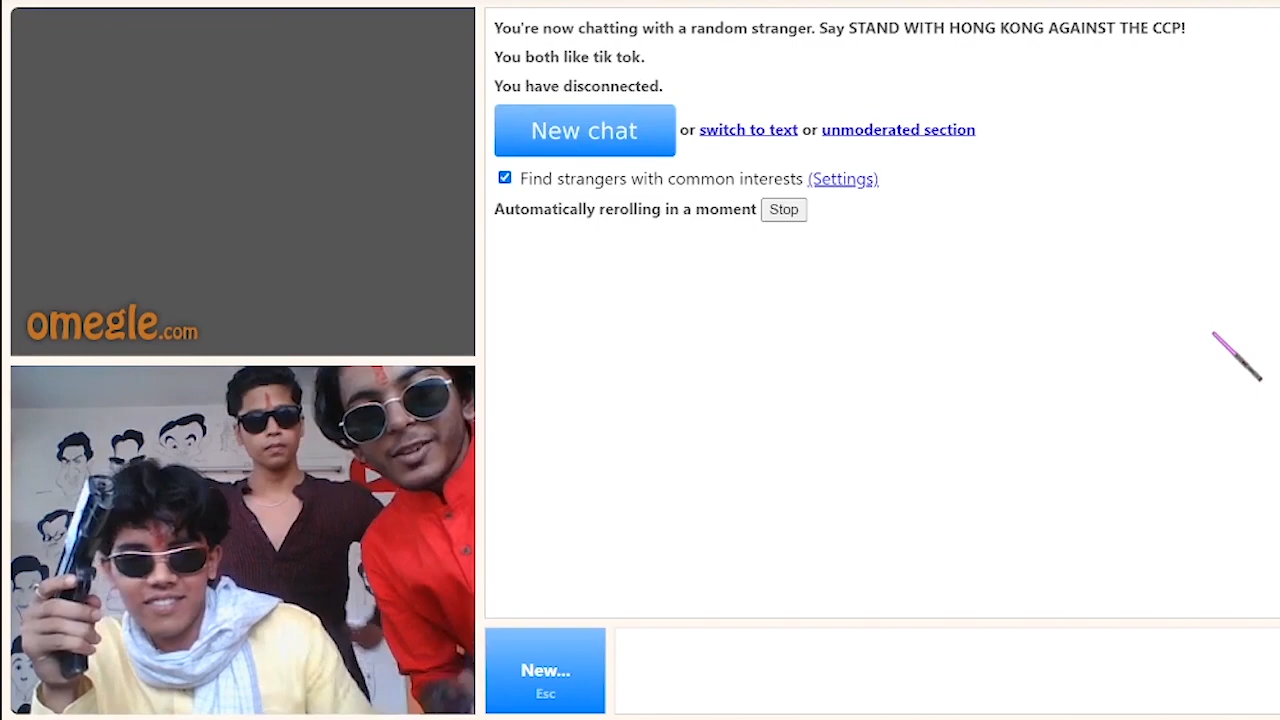 You're now chatting with a random stranger. Say STAND WITH HONG KONG AGAINST THE CCP!
You both like tik tok.
You have disconnected.
New chat or switch to text or unmoderated section
Find strangers with common interests (Settings)
Automatically rerolling in a moment Stop
omegle.com
New...
Esc